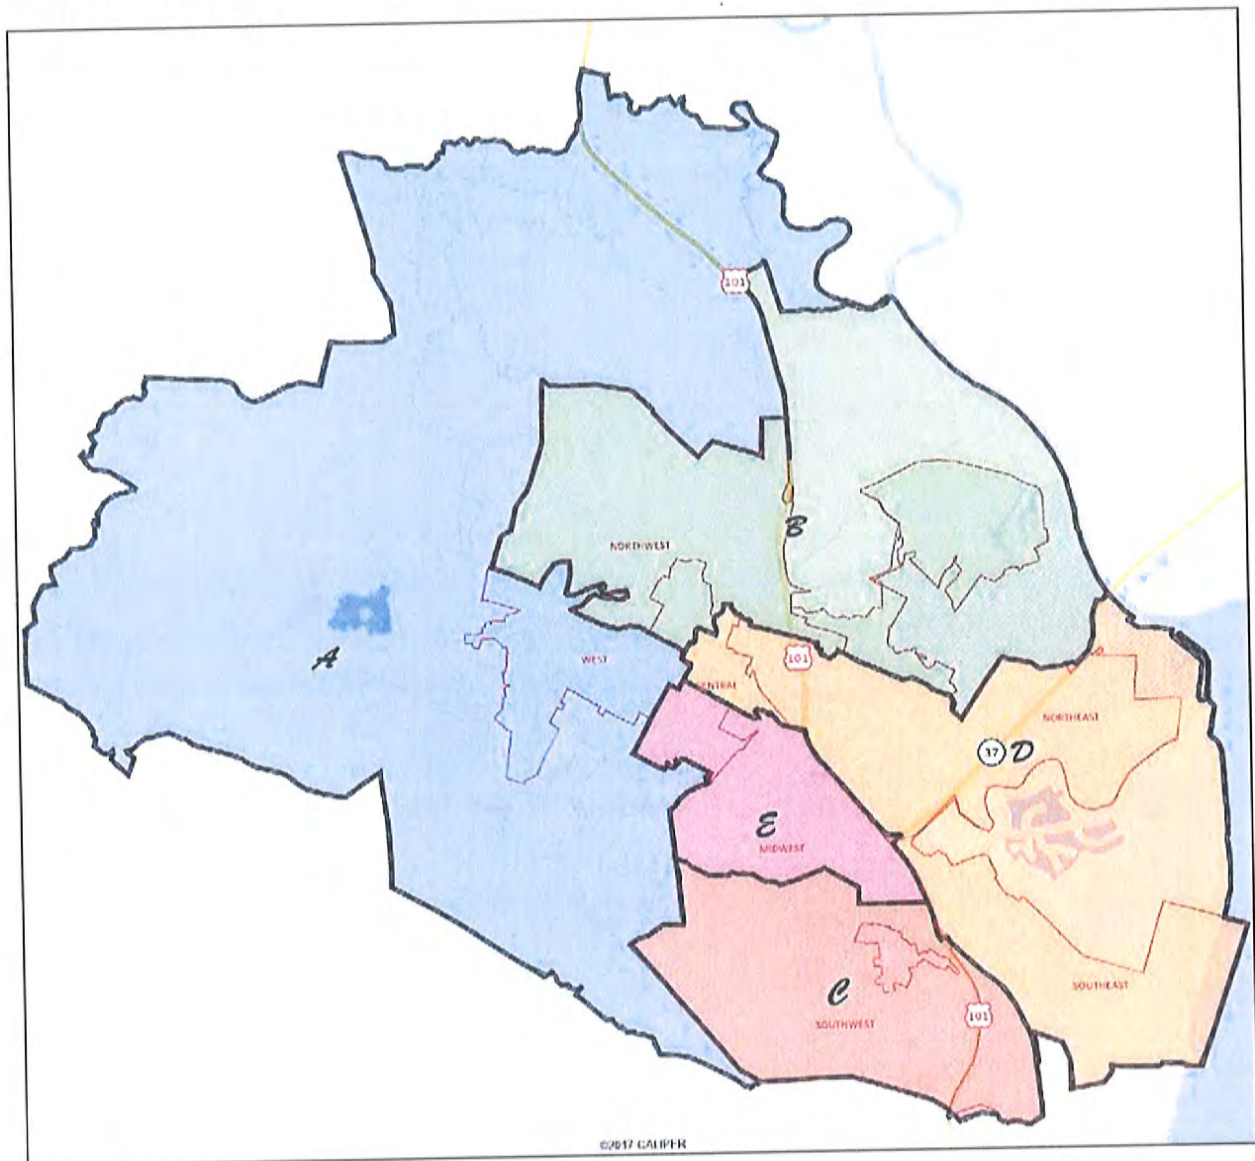 101
B
NORTHWEST
A
WEST
101
CENTRAL
NORTHEAST
37 D
E
MIDWEST
C
SOUTHEAST
101
SOUTHWEST
©2017 CALIPER